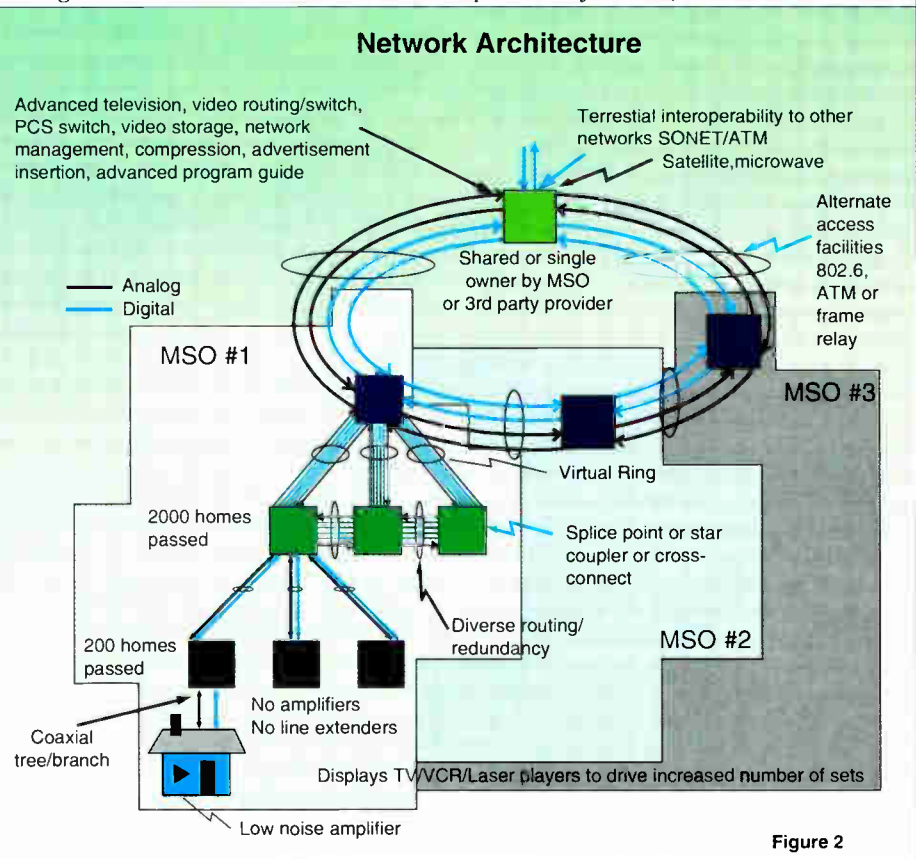 Network Architecture
Advanced television, video routing/switch,
PCS switch, video storage, network
management, compression, advertisement
insertion, advanced program guide
Terrestial interoperability to other
networks SONET/ATM
Satellite,microwave
Alternate
access
facilities
802.6,
ATM or
frame
relay
Shared or single
owner by MSO
or 3rd party provider
Analog
Digital
MSO #1
MSO #3
Virtual Ring
2000 homes
passed
Splice point or star
coupler or cross-
connect
Diverse routing/
redundancy
MSO #2
200 homes
passed
No amplifiers
No line extenders
Coaxial
tree/branch
Displays TV/VCR/Laser players to drive increased number of sets
Low noise amplifier
Figure 2